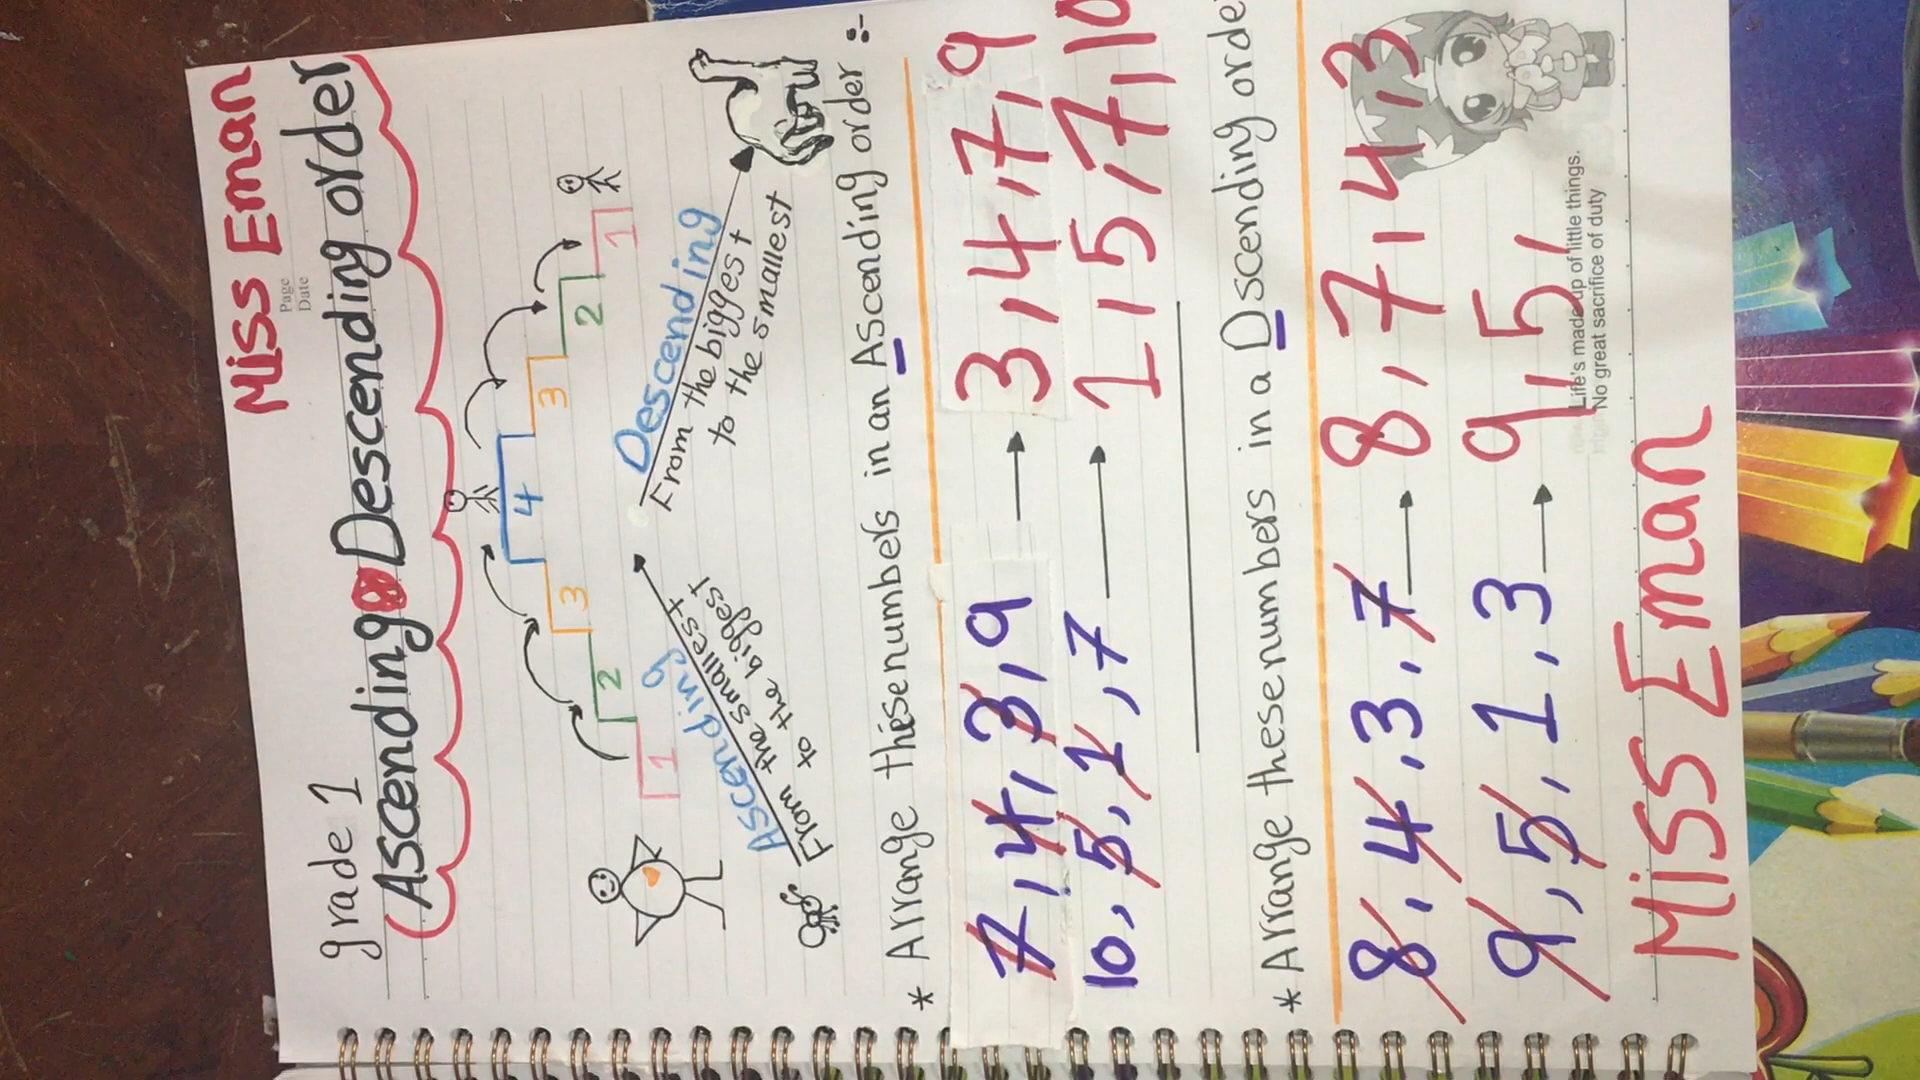 Miss Eman
Page
Date
grade 1
Ascending Descending order
4
3 3
2 2
1 1
Ascending
From the smallest
to the biggest
Descending
From the biggest
to the smallest
* Arrange these numbers in an Ascending order :-
7, 4, 3, 9 → 3, 4, 7, 9
10, 5, 1, 7 → 1, 5, 7, 10
* Arrange these numbers in a Dscending orde
8, 4, 3, 7 → 8, 7, 4, 3
9, 5, 1, 3 → 9, 5,
Life's made up of little things.
No great sacrifice of duty
Miss Eman